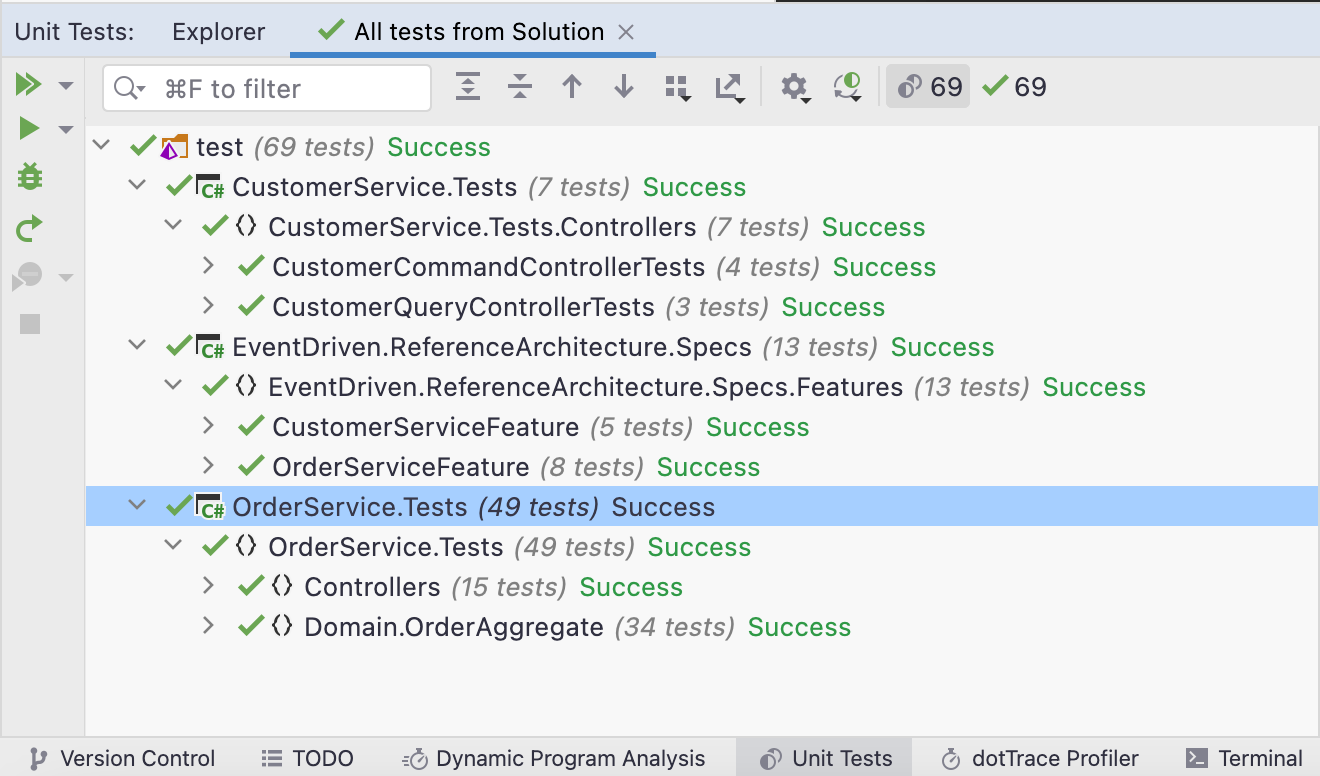 Unit Tests: Explorer All tests from Solution
⌘F to filter 69 69
test (69 tests) Success
C# CustomerService.Tests (7 tests) Success
CustomerService.Tests.Controllers (7 tests) Success
CustomerCommandControllerTests (4 tests) Success
CustomerQueryControllerTests (3 tests) Success
C# EventDriven.ReferenceArchitecture.Specs (13 tests) Success
EventDriven.ReferenceArchitecture.Specs.Features (13 tests) Success
CustomerServiceFeature (5 tests) Success
OrderServiceFeature (8 tests) Success
C# OrderService.Tests (49 tests) Success
OrderService.Tests (49 tests) Success
Controllers (15 tests) Success
Domain.OrderAggregate (34 tests) Success
Version Control TODO Dynamic Program Analysis Unit Tests dotTrace Profiler Terminal